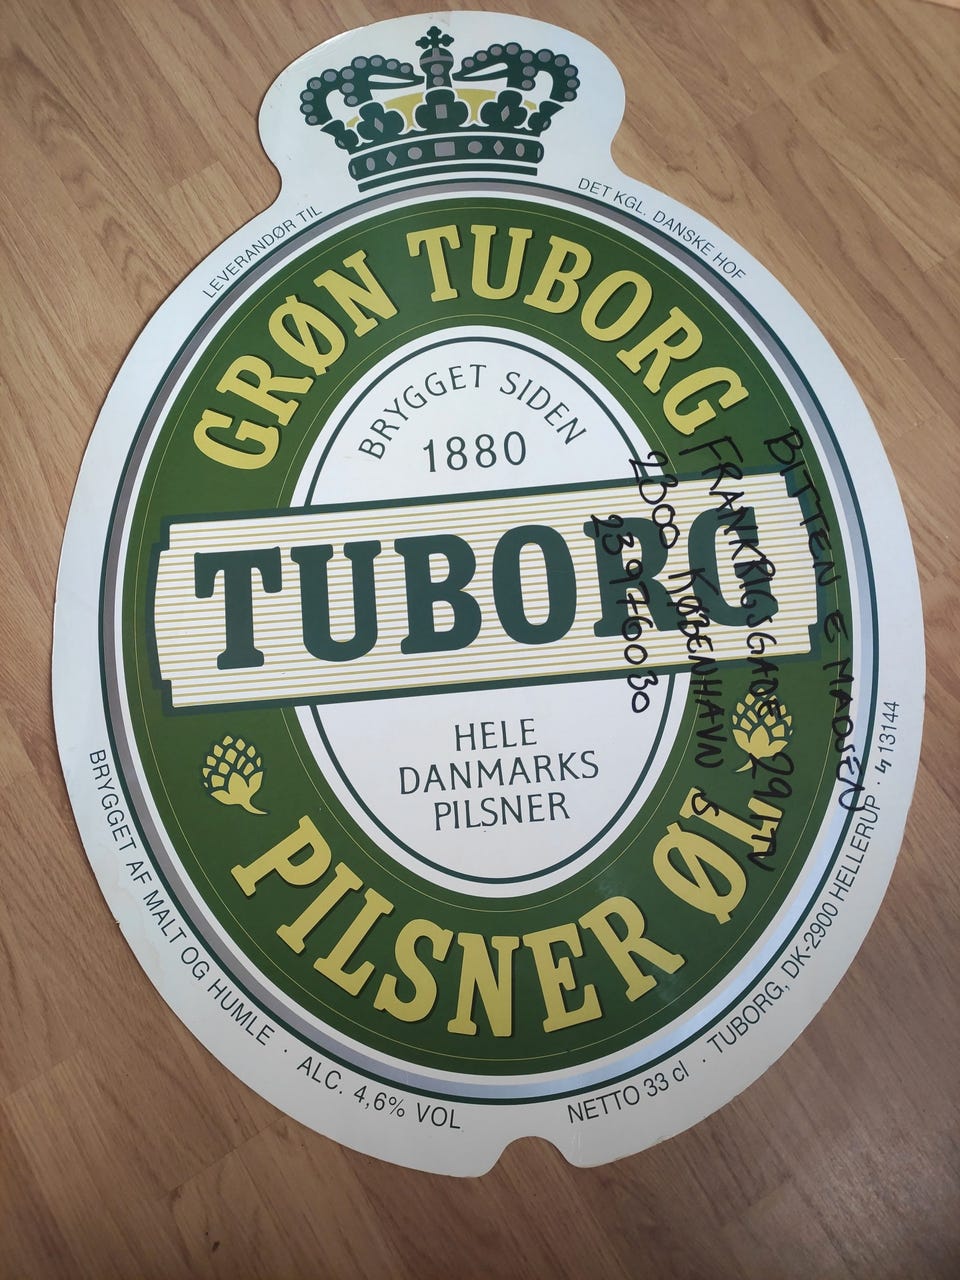 LEVERANDØR TIL
DET KGL. DANSKE HOF
GRØN TUBORG
BRYGGET SIDEN
1880
TUBORG
HELE
DANMARKS
PILSNER
PILSNER ØL
BRYGGET AF MALT OG HUMLE · ALC. 4,6% VOL
NETTO 33 cl · TUBORG, DK-2900 HELLERUP · ϟ 13144
BITTEN E MADSEN
FRANKRIGSGADE 29 ITV
2300 KØBENHAVN S
23976030